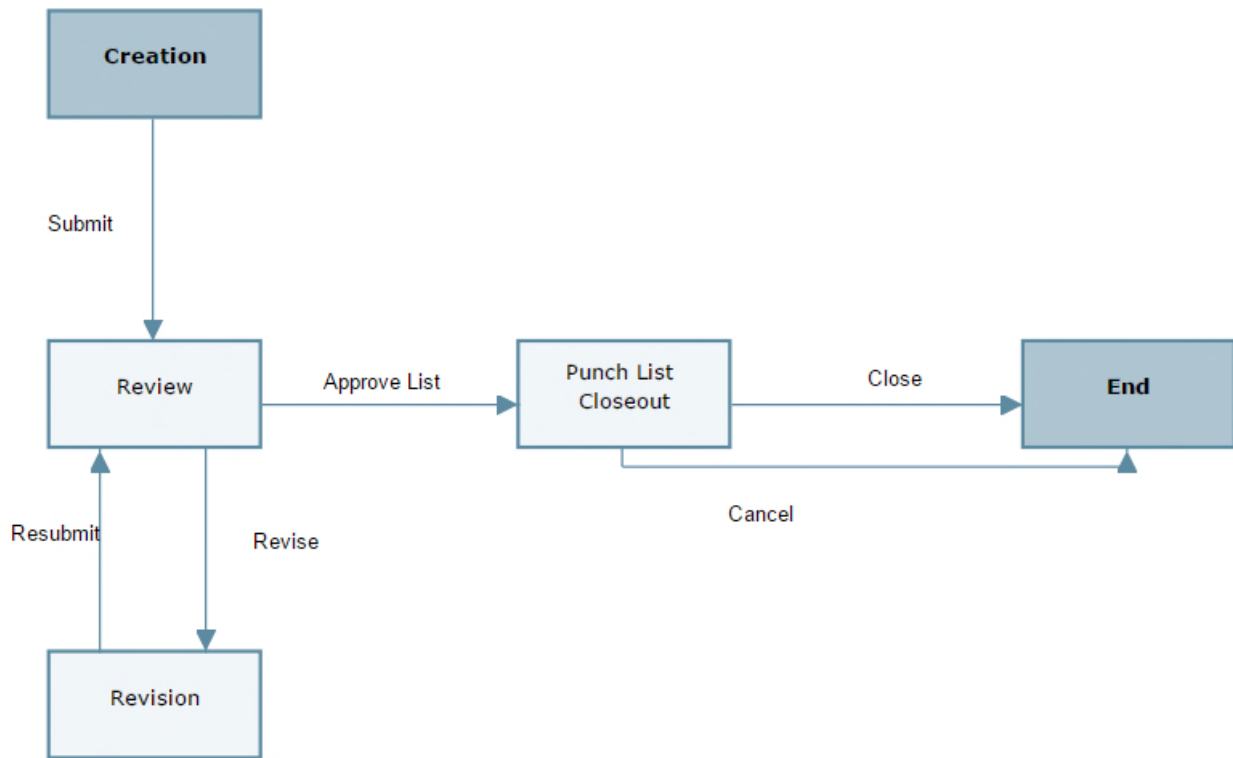 Creation
Submit
Review
Approve List
Punch List
Closeout
Close
End
Cancel
Resubmit
Revise
Revision